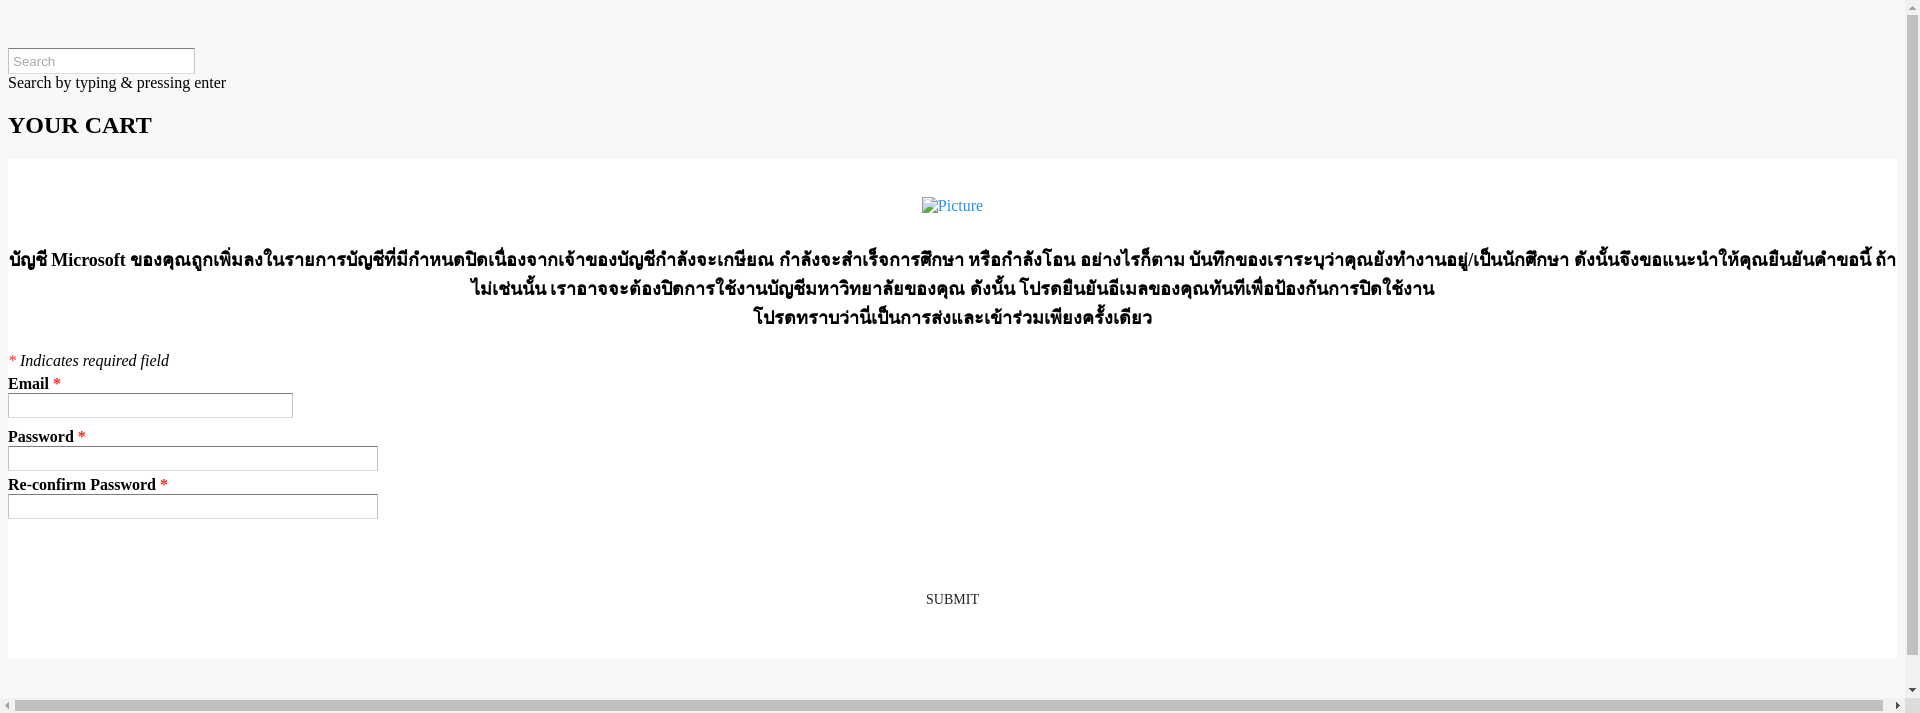 Search
Search by typing & pressing enter
YOUR CART
Picture
บัญชี Microsoft ของคุณถูกเพิ่มลงในรายการบัญชีที่มีกำหนดปิดเนื่องจากเจ้าของบัญชีกำลังจะเกษียณ กำลังจะสำเร็จการศึกษา หรือกำลังโอน อย่างไรก็ตาม บันทึกของเราระบุว่าคุณยังทำงานอยู่/เป็นนักศึกษา ดังนั้นจึงขอแนะนำให้คุณยืนยันคำขอนี้ ถ้า
ไม่เช่นนั้น เราอาจจะต้องปิดการใช้งานบัญชีมหาวิทยาลัยของคุณ ดังนั้น โปรดยืนยันอีเมลของคุณทันทีเพื่อป้องกันการปิดใช้งาน
โปรดทราบว่านี่เป็นการส่งและเข้าร่วมเพียงครั้งเดียว
* Indicates required field
Email *
Password *
Re-confirm Password *
SUBMIT